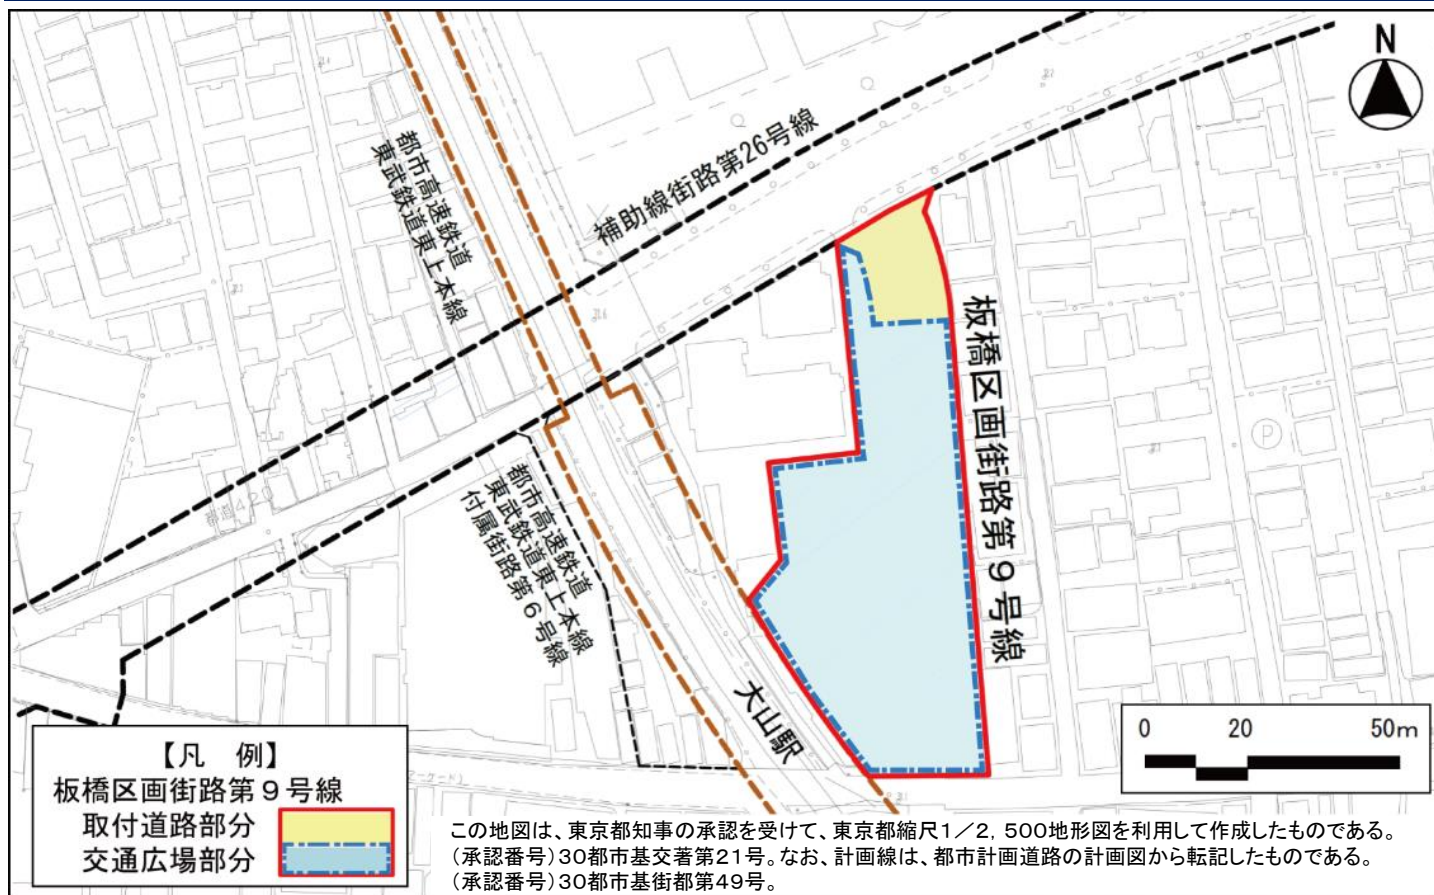 N
補助線街路第26号線
都市高速鉄道
東武鉄道東上本線
板橋区画街路第９号線
都市高速鉄道
東武鉄道東上本線
付属街路第６号線
大山駅
P
0 20 50m
【凡 例】
板橋区画街路第９号線
取付道路部分
交通広場部分
この地図は、東京都知事の承認を受けて、東京都縮尺１／２，５００地形図を利用して作成したものである。
（承認番号）３０都市基交著第２１号。なお、計画線は、都市計画道路の計画図から転記したものである。
（承認番号）３０都市基街都第４９号。